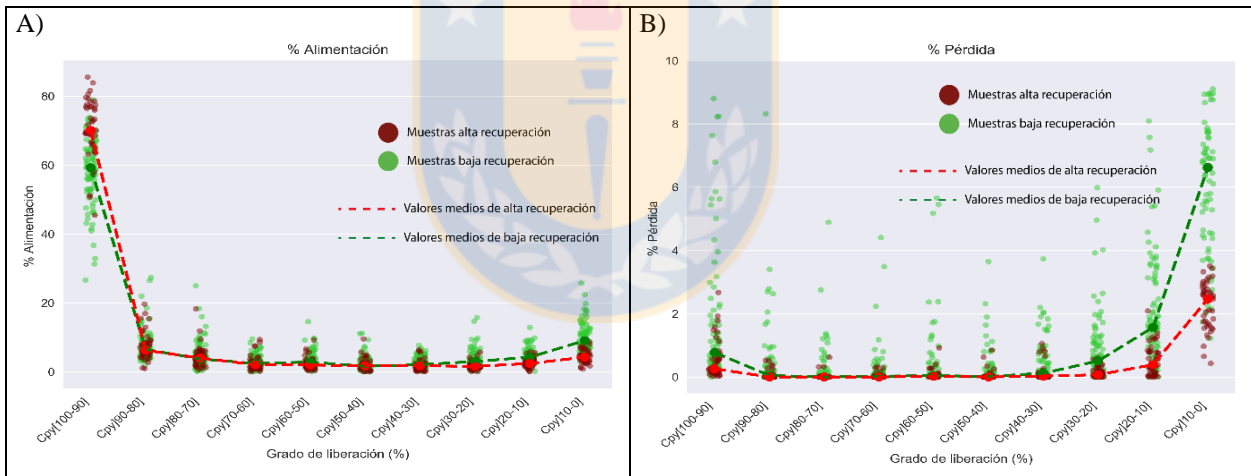 A)
% Alimentación
80
60
40
20
0
% Alimentación
Muestras alta recuperación
Muestras baja recuperación
Valores medios de alta recuperación
Valores medios de baja recuperación
Cpy[100-90]
Cpy]90-80]
Cpy]80-70]
Cpy]70-60]
Cpy]60-50]
Cpy]50-40]
Cpy]40-30]
Cpy]30-20]
Cpy]20-10]
Cpy[10-0]
Grado de liberación (%)
B)
% Pérdida
10
8
6
4
2
0
% Pérdida
Muestras alta recuperación
Muestras baja recuperación
Valores medios de alta recuperación
Valores medios de baja recuperación
Cpy[100-90]
Cpy]90-80]
Cpy]80-70]
Cpy]70-60]
Cpy]60-50]
Cpy]50-40]
Cpy]40-30]
Cpy]30-20]
Cpy]20-10]
Cpy[10-0]
Grado de liberación (%)